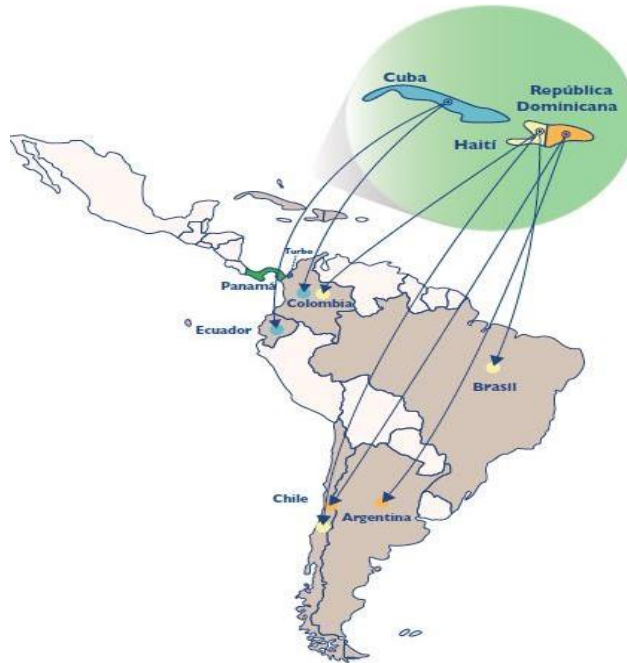 Cuba
República
Dominicana
Haití
Turbo
Panamá
Colombia
Ecuador
Brasil
Chile
Argentina